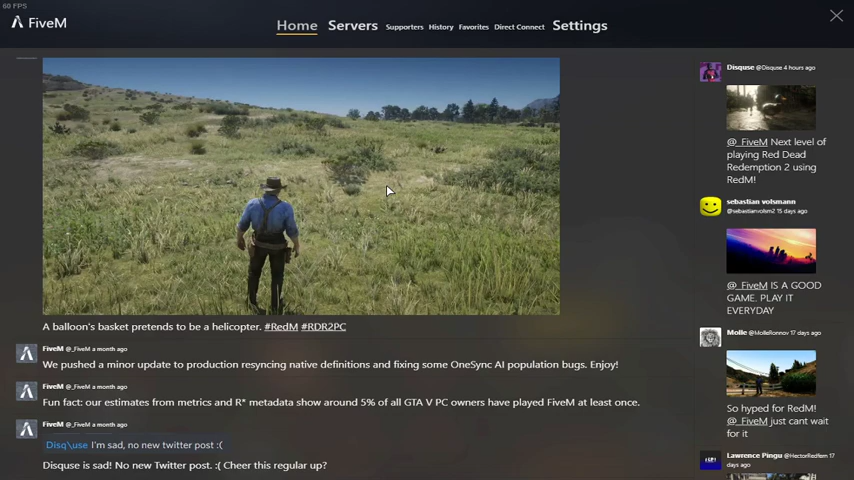 60 FPS
FiveM
Home Servers Supporters History Favorites Direct Connect Settings
A balloon's basket pretends to be a helicopter. #RedM #RDR2PC
FiveM @_FiveM a month ago
We pushed a minor update to production resyncing native definitions and fixing some OneSync AI population bugs. Enjoy!
FiveM @_FiveM a month ago
Fun fact: our estimates from metrics and R* metadata show around 5% of all GTA V PC owners have played FiveM at least once.
FiveM @_FiveM a month ago
Disq\use I'm sad, no new twitter post :(
Disquse is sad! No new Twitter post. :( Cheer this regular up?
Disquse @Disquse 4 hours ago
@_FiveM Next level of
playing Red Dead
Redemption 2 using
RedM!
sebastian volsmann
@sebastianvolsm2 15 days ago
@_FiveM IS A GOOD
GAME. PLAY IT
EVERYDAY
Molle @MolleRonnov 17 days ago
So hyped for RedM!
@_FiveM just cant wait
for it
Lawrence Pingu @HectorRedfern 17
days ago